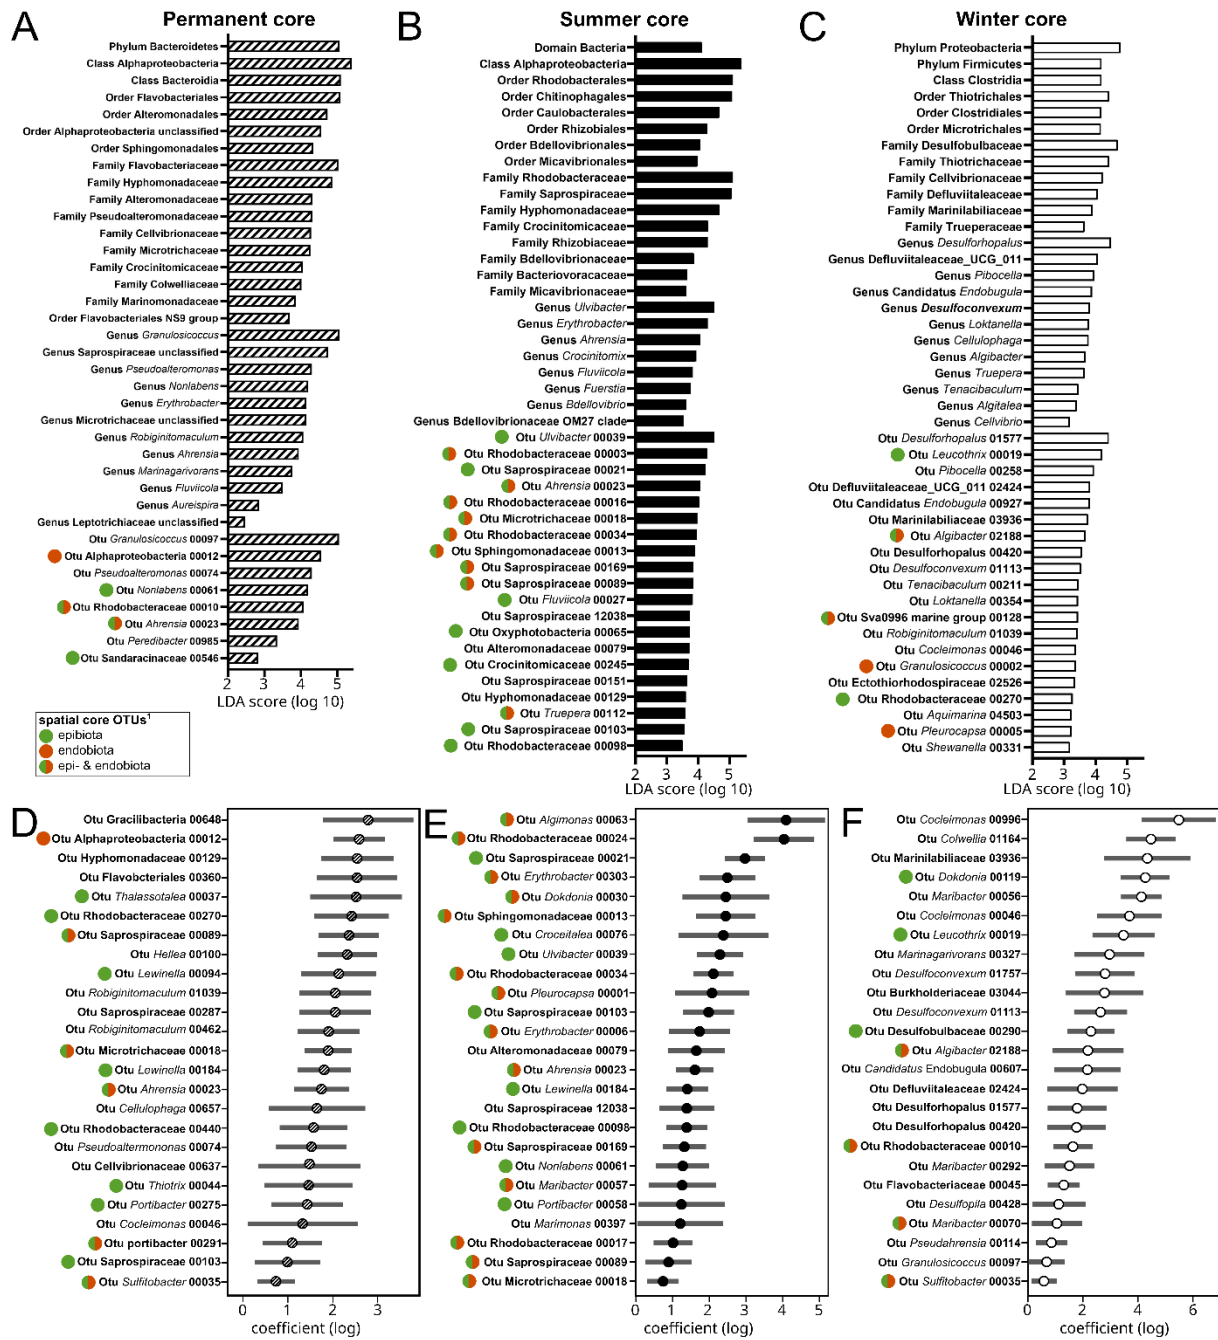 A
Permanent core
Phylum Bacteroidetes
Class Alphaproteobacteria
Class Bacteroidia
Order Flavobacteriales
Order Alteromonadales
Order Alphaproteobacteria unclassified
Order Sphingomonadales
Family Flavobacteriaceae
Family Hyphomonadaceae
Family Alteromonadaceae
Family Pseudoalteromonadaceae
Family Cellvibrionaceae
Family Microtrichaceae
Family Crocinitomicaceae
Family Colwelliaceae
Family Marinomonadaceae
Order Flavobacteriales NS9 group
Genus Granulosicoccus
Genus Saprospiraceae unclassified
Genus Pseudoalteromonas
Genus Nonlabens
Genus Erythrobacter
Genus Microtrichaceae unclassified
Genus Robiginitomaculum
Genus Ahrensia
Genus Marinagarivorans
Genus Fluviicola
Genus Aureispira
Genus Leptotrichiaceae unclassified
Otu Granulosicoccus 00097
Otu Alphaproteobacteria 00012
Otu Pseudoalteromonas 00074
Otu Nonlabens 00061
Otu Rhodobacteraceae 00010
Otu Ahrensia 00023
Otu Peredibacter 00985
Otu Sandaracinaceae 00546
2 3 4 5
LDA score (log 10)
spatial core OTUs1
epibiota
endobiota
epi- & endobiota
B
Summer core
Domain Bacteria
Class Alphaproteobacteria
Order Rhodobacterales
Order Chitinophagales
Order Caulobacterales
Order Rhizobiales
Order Bdellovibrionales
Order Micavibrionales
Family Rhodobacteraceae
Family Saprospiraceae
Family Hyphomonadaceae
Family Crocinitomicaceae
Family Rhizobiaceae
Family Bdellovibrionaceae
Family Bacteriovoracaceae
Family Micavibrionaceae
Genus Ulvibacter
Genus Erythrobacter
Genus Ahrensia
Genus Crocinitomix
Genus Fluviicola
Genus Fuerstia
Genus Bdellovibrio
Genus Bdellovibrionaceae OM27 clade
Otu Ulvibacter 00039
Otu Rhodobacteraceae 00003
Otu Saprospiraceae 00021
Otu Ahrensia 00023
Otu Rhodobacteraceae 00016
Otu Microtrichaceae 00018
Otu Rhodobacteraceae 00034
Otu Sphingomonadaceae 00013
Otu Saprospiraceae 00169
Otu Saprospiraceae 00089
Otu Fluviicola 00027
Otu Saprospiraceae 12038
Otu Oxyphotobacteria 00065
Otu Alteromonadaceae 00079
Otu Crocinitomicaceae 00245
Otu Saprospiraceae 00151
Otu Hyphomonadaceae 00129
Otu Truepera 00112
Otu Saprospiraceae 00103
Otu Rhodobacteraceae 00098
2 3 4 5
LDA score (log 10)
C
Winter core
Phylum Proteobacteria
Phylum Firmicutes
Class Clostridia
Order Thiotrichales
Order Clostridiales
Order Microtrichales
Family Desulfobulbaceae
Family Thiotrichaceae
Family Cellvibrionaceae
Family Defluviitaleaceae
Family Marinilabiliaceae
Family Trueperaceae
Genus Desulforhopalus
Genus Defluviitaleaceae_UCG_011
Genus Pibocella
Genus Candidatus Endobugula
Genus Desulfoconvexum
Genus Loktanella
Genus Cellulophaga
Genus Algibacter
Genus Truepera
Genus Tenacibaculum
Genus Algitalea
Genus Cellvibrio
Otu Desulforhopalus 01577
Otu Leucothrix 00019
Otu Pibocella 00258
Otu Defluviitaleaceae_UCG_011 02424
Otu Candidatus Endobugula 00927
Otu Marinilabiliaceae 03936
Otu Algibacter 02188
Otu Desulforhopalus 00420
Otu Desulfoconvexum 01113
Otu Tenacibaculum 00211
Otu Loktanella 00354
Otu Sva0996 marine group 00128
Otu Robiginitomaculum 01039
Otu Cocleimonas 00046
Otu Granulosicoccus 00002
Otu Ectothiorhodospiraceae 02526
Otu Rhodobacteraceae 00270
Otu Aquimarina 04503
Otu Pleurocapsa 00005
Otu Shewanella 00331
2 3 4 5
LDA score (log 10)
D
Otu Gracilibacteria 00648
Otu Alphaproteobacteria 00012
Otu Hyphomonadaceae 00129
Otu Flavobcteriales 00360
Otu Thalassotalea 00037
Otu Rhodobacteraceae 00270
Otu Saprospiraceae 00089
Otu Hellea 00100
Otu Lewinella 00094
Otu Robiginitomaculum 01039
Otu Saprospiraceae 00287
Otu Robiginitomaculum 00462
Otu Microtrichaceae 00018
Otu Lewinella 00184
Otu Ahrensia 00023
Otu Cellulophaga 00657
Otu Rhodobacteraceae 00440
Otu Pseudoaltermononas 00074
Otu Cellvibrionaceae 00637
Otu Thiotrix 00044
Otu Portibacter 00275
Otu Cocleimonas 00046
Otu portibacter 00291
Otu Saprospiraceae 00103
Otu Sulfitobacter 00035
0 1 2 3
coefficient (log)
E
Otu Algimonas 00063
Otu Rhodobacteraceae 00024
Otu Saprospiraceae 00021
Otu Erythrobacter 00303
Otu Dokdonia 00030
Otu Sphingomonadaceae 00013
Otu Croceitalea 00076
Otu Ulvibacter 00039
Otu Rhodobacteraceae 00034
Otu Pleurocapsa 00001
Otu Saprospiraceae 00103
Otu Erythrobacter 00006
Otu Alteromonadaceae 00079
Otu Ahrensia 00023
Otu Lewinella 00184
Otu Saprospiraceae 12038
Otu Rhodobacteraceae 00098
Otu Saprospiraceae 00169
Otu Nonlabens 00061
Otu Maribacter 00057
Otu Portibacter 00058
Otu Marimonas 00397
Otu Rhodobacteraceae 00017
Otu Saprospiraceae 00089
Otu Microtrichaceae 00018
0 1 2 3 4 5
coefficient (log)
F
Otu Cocleimonas 00996
Otu Colwellia 01164
Otu Marinilabiliaceae 03936
Otu Dokdonia 00119
Otu Maribacter 00056
Otu Cocleimonas 00046
Otu Leucothrix 00019
Otu Marinagarivorans 00327
Otu Desulfoconvexum 01757
Otu Burkholderiaceae 03044
Otu Desulfoconvexum 01113
Otu Desulfobulbaceae 00290
Otu Algibacter 02188
Otu Candidatus Endobugula 00607
Otu Defluviitaleaceae 02424
Otu Desulforhopalus 01577
Otu Desulforhopalus 00420
Otu Rhodobacteraceae 00010
Otu Maribacter 00292
Otu Flavobacteriaceae 00045
Otu Desulfopila 00428
Otu Maribacter 00070
Otu Pseudahrensia 00114
Otu Granulosicoccus 00097
Otu Sulfitobacter 00035
0 2 4 6
coefficient (log)